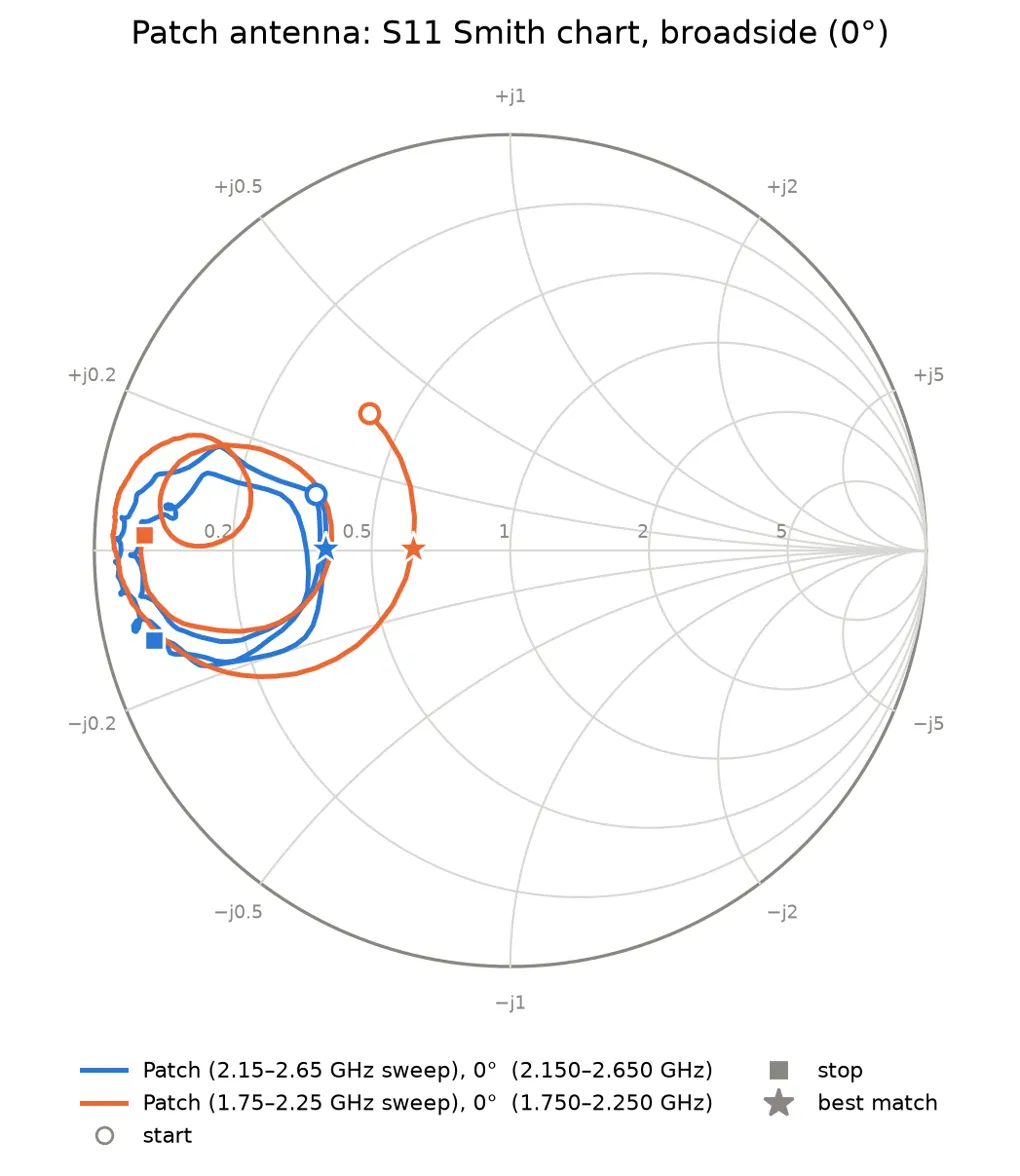 Patch antenna: S11 Smith chart, broadside (0°)
+j1
+j0.5
+j2
+j0.2
+j5
0.2
0.5
1
2
5
−j0.2
−j5
−j0.5
−j2
−j1
Patch (2.15–2.65 GHz sweep), 0°  (2.150–2.650 GHz)
Patch (1.75–2.25 GHz sweep), 0°  (1.750–2.250 GHz)
start
stop
best match